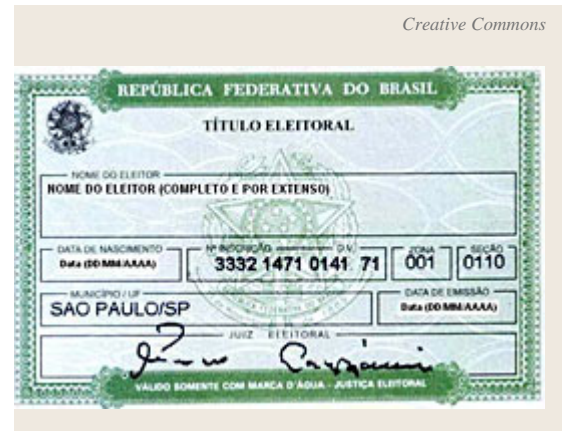 Creative Commons
REPÚBLICA FEDERATIVA DO BRASIL
TÍTULO ELEITORAL
NOME DO ELEITOR
NOME DO ELEITOR (COMPLETO E POR EXTENSO)
DATA DE NASCIMENTO Nº INSCRIÇÃO D.V. ZONA SEÇÃO
Data (DD/MM/AAAA) 3332 1471 0141 71 001 0110
MUNICÍPIO / UF DATA DE EMISSÃO
SAO PAULO/SP Data (DD/MM/AAAA)
JUIZ ELEITORAL
VÁLIDO SOMENTE COM MARCA D'ÁGUA - JUSTIÇA ELEITORAL